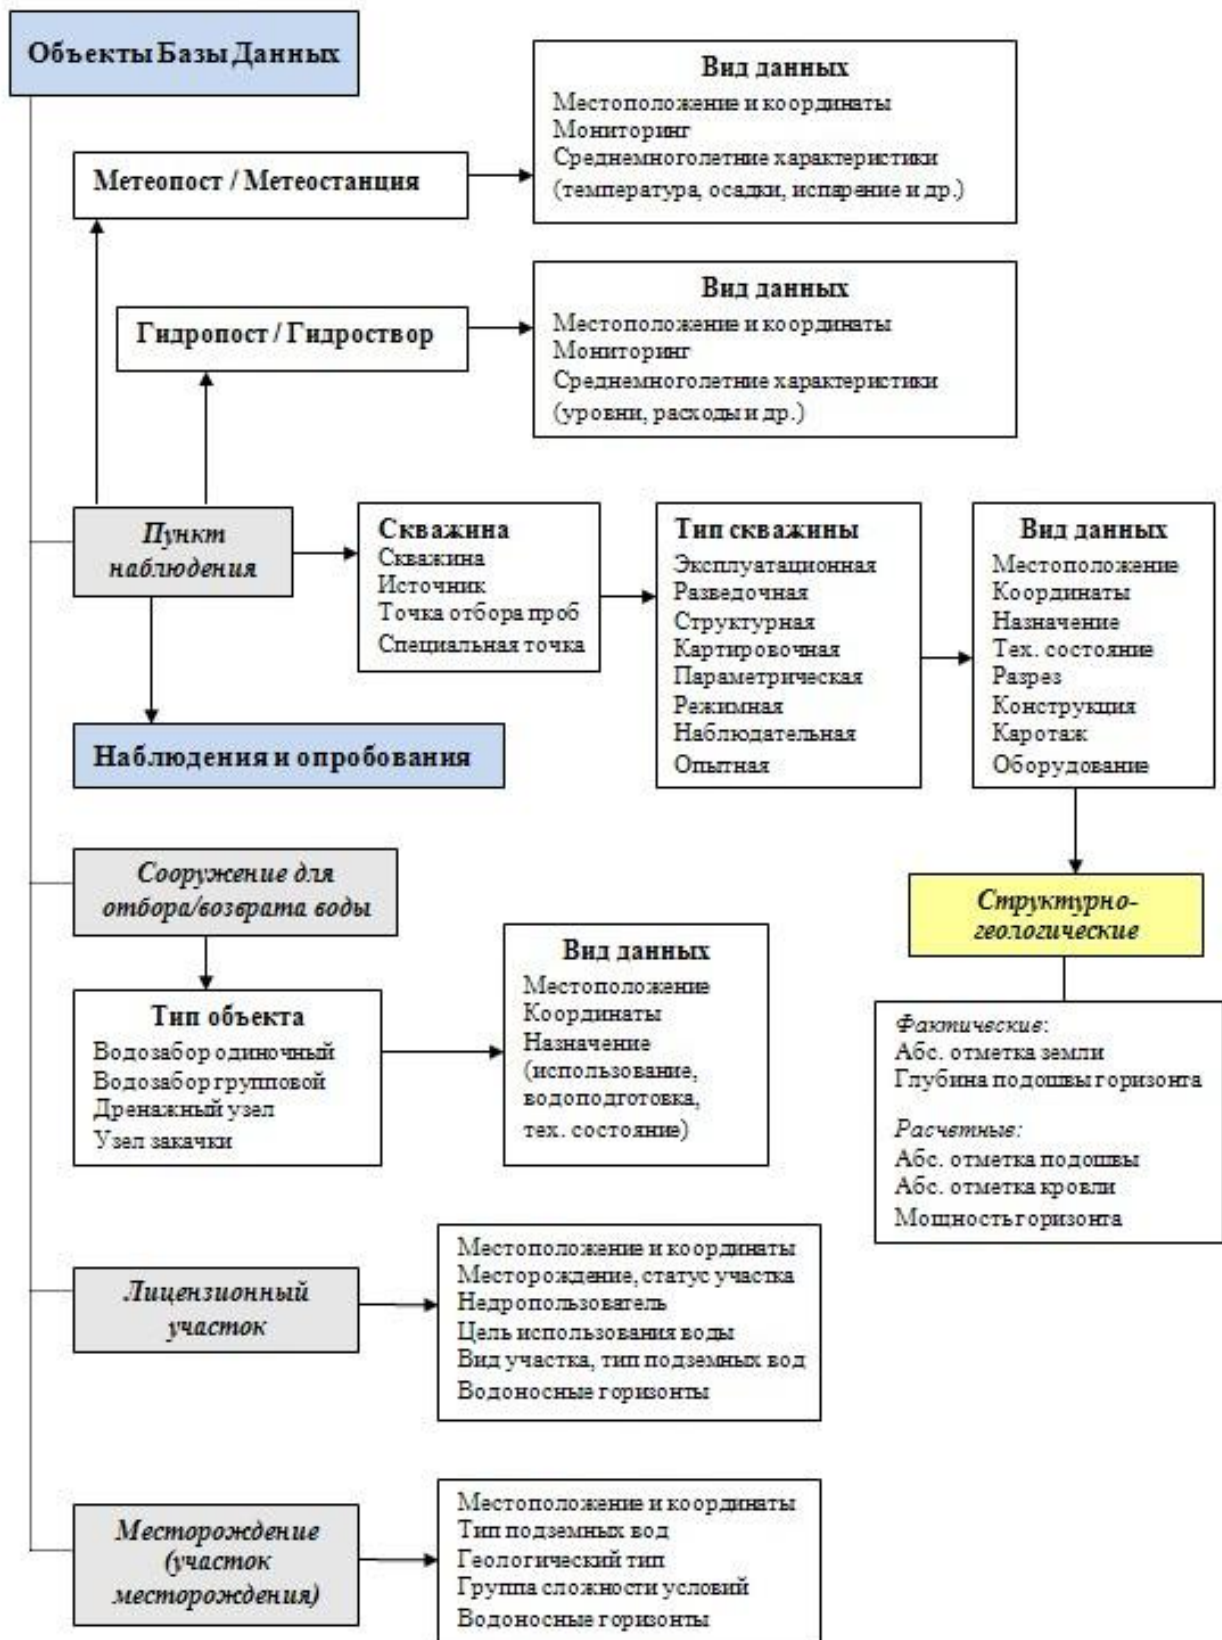 Объекты Базы Данных
Вид данных
Местоположение и координаты
Мониторинг
Среднемноголетние характеристики
(температура, осадки, испарение и др.)
Метеопост / Метеостанция
Вид данных
Местоположение и координаты
Мониторинг
Среднемноголетние характеристики
(уровни, расходы и др.)
Гидропост / Гидроствор
Пункт
наблюдения
Скважина
Скважина
Источник
Точка отбора проб
Специальная точка
Тип скважины
Эксплуатационная
Разведочная
Структурная
Картировочная
Параметрическая
Режимная
Наблюдательная
Опытная
Вид данных
Местоположение
Координаты
Назначение
Тех. состояние
Разрез
Конструкция
Каротаж
Оборудование
Наблюдения и опробования
Сооружение для
отбора/возврата воды
Тип объекта
Водозабор одиночный
Водозабор групповой
Дренажный узел
Узел закачки
Вид данных
Местоположение
Координаты
Назначение
(использование,
водоподготовка,
тех. состояние)
Структурно-
геологические
Фактические:
Абс. отметка земли
Глубина подошвы горизонта
Расчетные:
Абс. отметка подошвы
Абс. отметка кровли
Мощность горизонта
Лицензионный
участок
Местоположение и координаты
Месторождение, статус участка
Недропользователь
Цель использования воды
Вид участка, тип подземных вод
Водоносные горизонты
Месторождение
(участок
месторождения)
Местоположение и координаты
Тип подземных вод
Геологический тип
Группа сложности условий
Водоносные горизонты